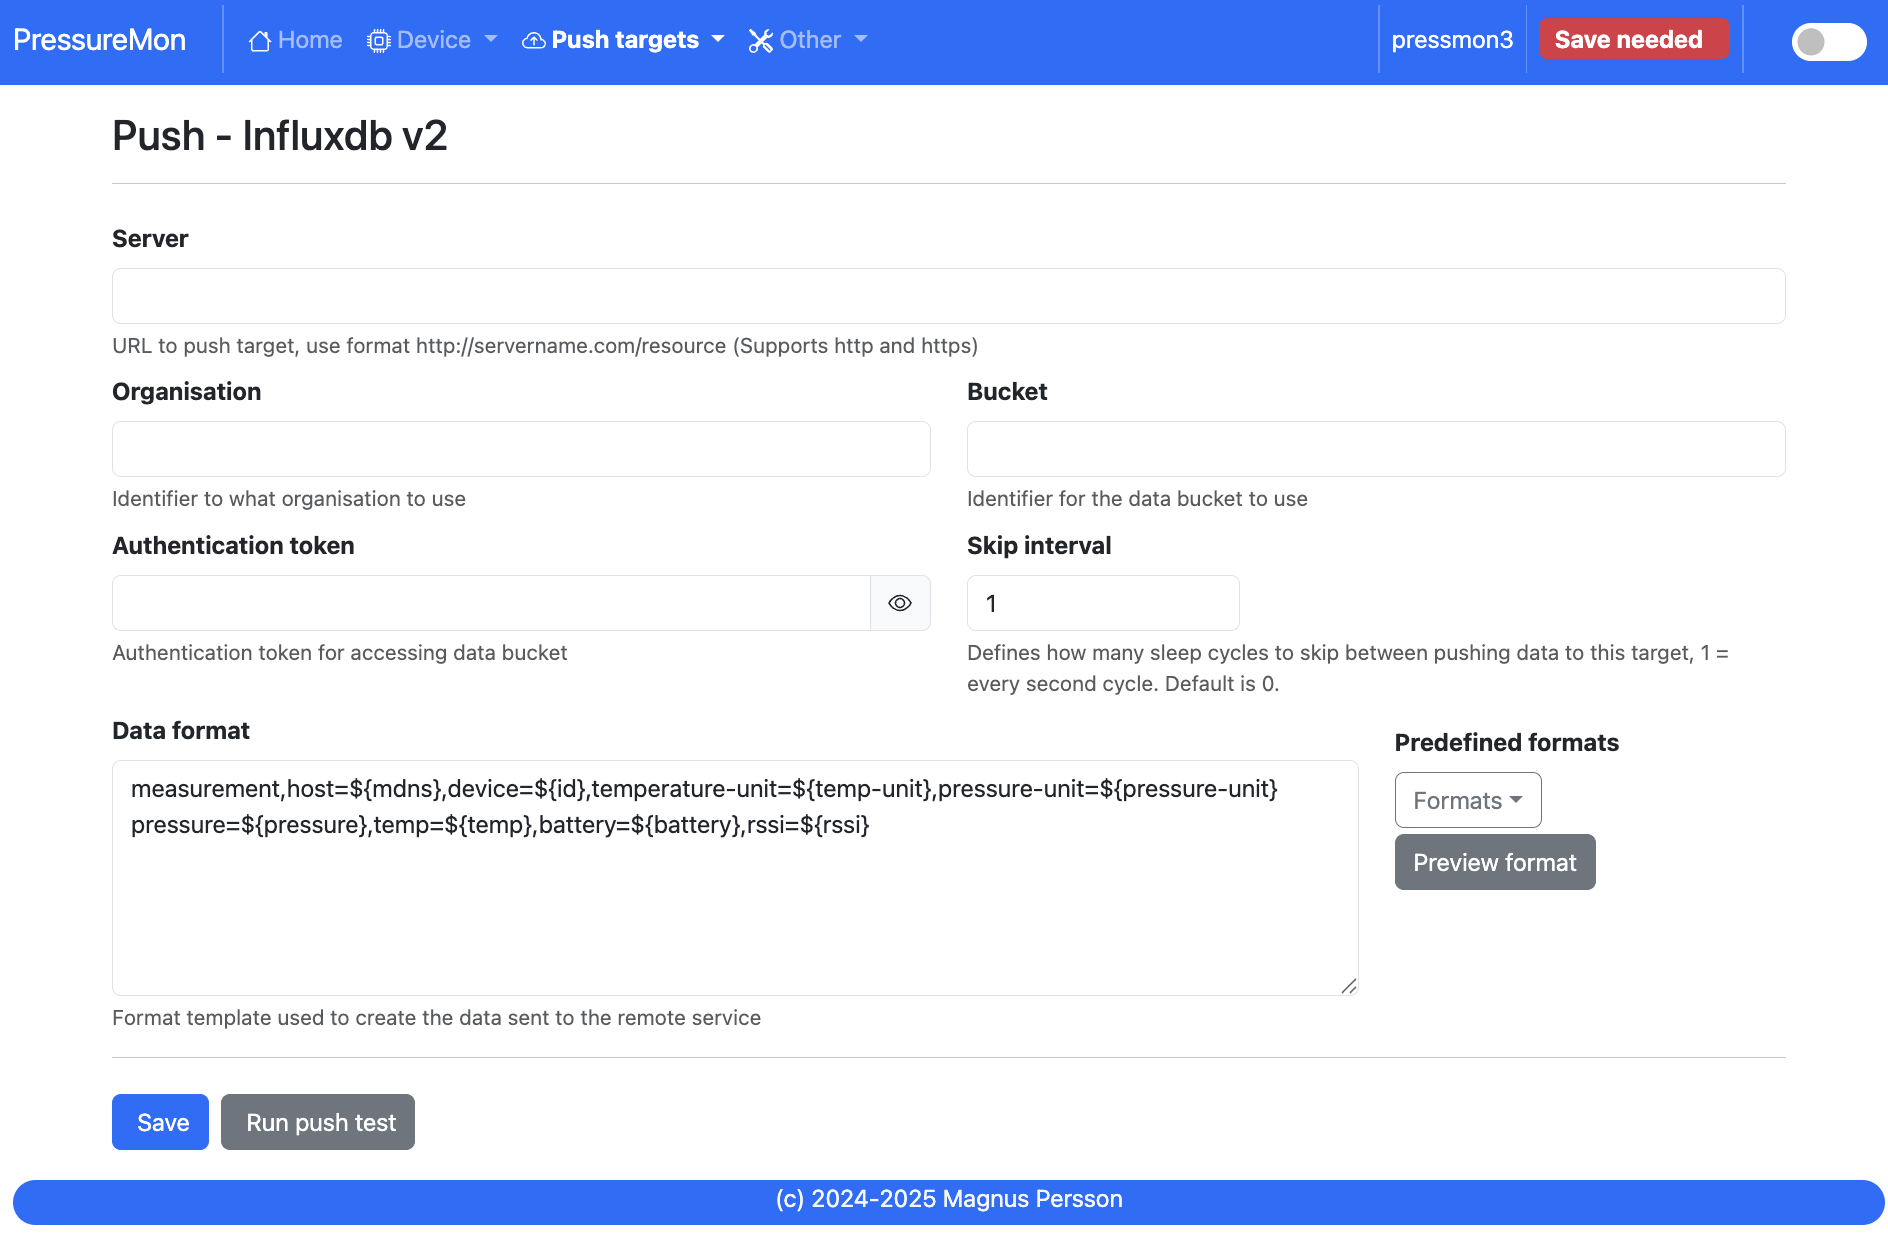 PressureMon
Home
Device
Push targets
Other
pressmon3
Save needed
Push - Influxdb v2
Server
URL to push target, use format http://servername.com/resource (Supports http and https)
Organisation
Bucket
Identifier to what organisation to use
Identifier for the data bucket to use
Authentication token
Skip interval
1
Authentication token for accessing data bucket
Defines how many sleep cycles to skip between pushing data to this target, 1 =
every second cycle. Default is 0.
Data format
Predefined formats
measurement,host=${mdns},device=${id},temperature-unit=${temp-unit},pressure-unit=${pressure-unit}
pressure=${pressure},temp=${temp},battery=${battery},rssi=${rssi}
Formats
Preview format
Format template used to create the data sent to the remote service
Save
Run push test
(c) 2024-2025 Magnus Persson